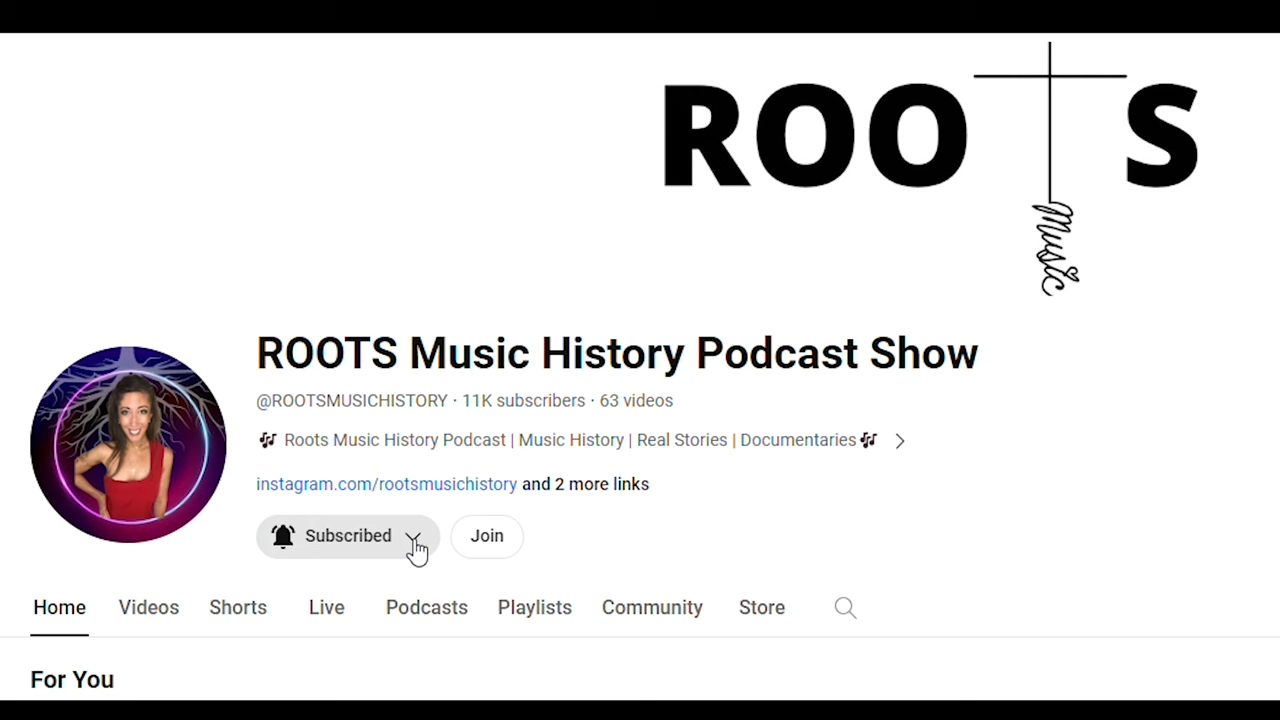 ROOTS
Music
ROOTS Music History Podcast Show
@ROOTSMUSICHISTORY · 11K subscribers · 63 videos
🎶 Roots Music History Podcast | Music History | Real Stories | Documentaries 🎶 >
instagram.com/rootsmusichistory and 2 more links
Subscribed Join
Home Videos Shorts Live Podcasts Playlists Community Store
For You